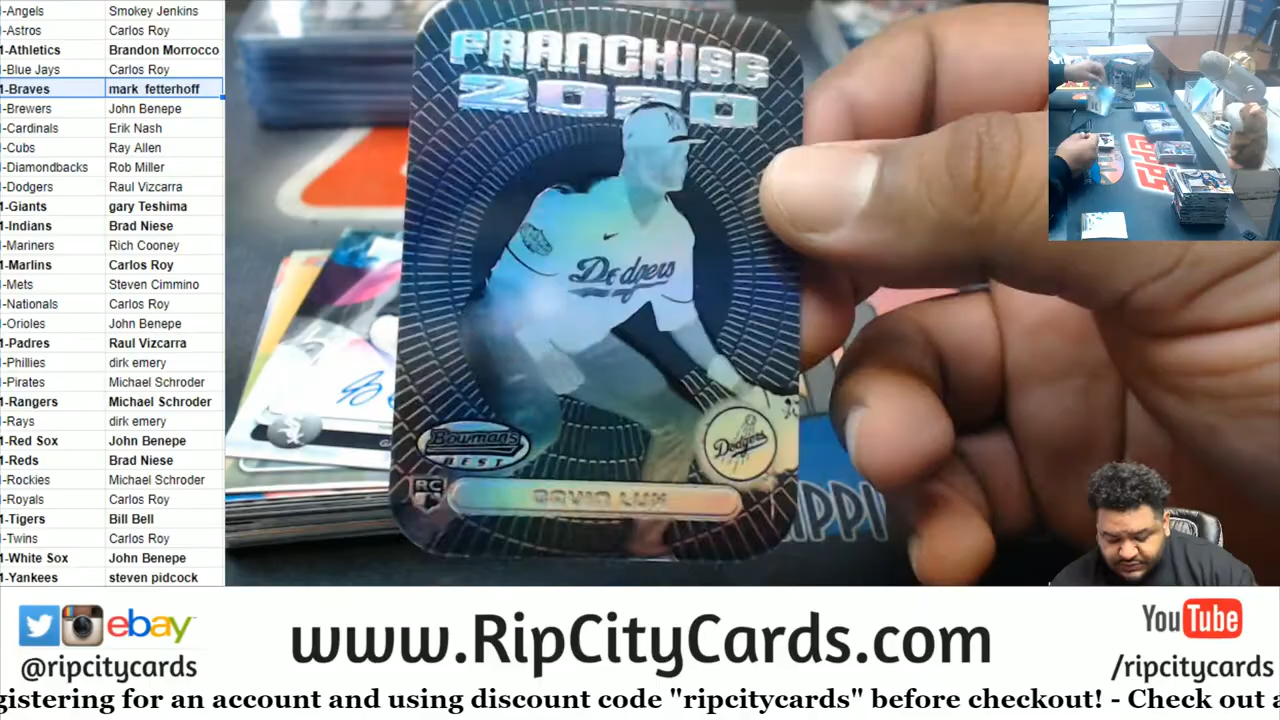 -Angels Smokey Jenkins
-Astros Carlos Roy
1-Athletics Brandon Morrocco
-Blue Jays Carlos Roy
1-Braves mark fetterhoff
-Brewers John Benepe
-Cardinals Erik Nash
-Cubs Ray Allen
-Diamondbacks Rob Miller
-Dodgers Raul Vizcarra
-Giants gary Teshima
-Indians Brad Niese
-Mariners Rich Cooney
-Marlins Carlos Roy
-Mets Steven Cimmino
-Nationals Carlos Roy
-Orioles John Benepe
1-Padres Raul Vizcarra
-Phillies dirk emery
-Pirates Michael Schroder
1-Rangers Michael Schroder
-Rays dirk emery
1-Red Sox John Benepe
1-Reds Brad Niese
-Rockies Michael Schroder
-Royals Carlos Roy
1-Tigers Bill Bell
-Twins Carlos Roy
1-White Sox John Benepe
1-Yankees steven pidcock
FRANCHISE
2020
Dodgers
Bowman's
BEST
Dodgers
RC
GAVIN LUX
IPPI
ebay
@ripcitycards
www.RipCityCards.com
YouTube
/ripcitycards
gistering for an account and using discount code "ripcitycards" before checkout! - Check out a